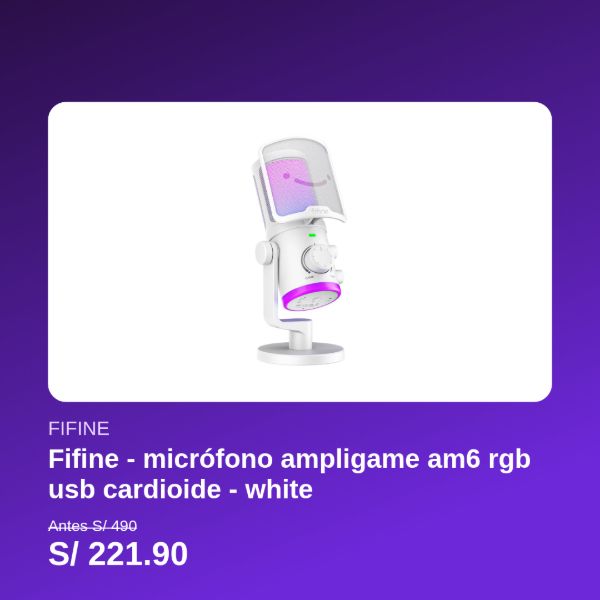 FIFINE
Fifine - micrófono ampligame am6 rgb
usb cardioide - white
Antes S/ 490
S/ 221.90